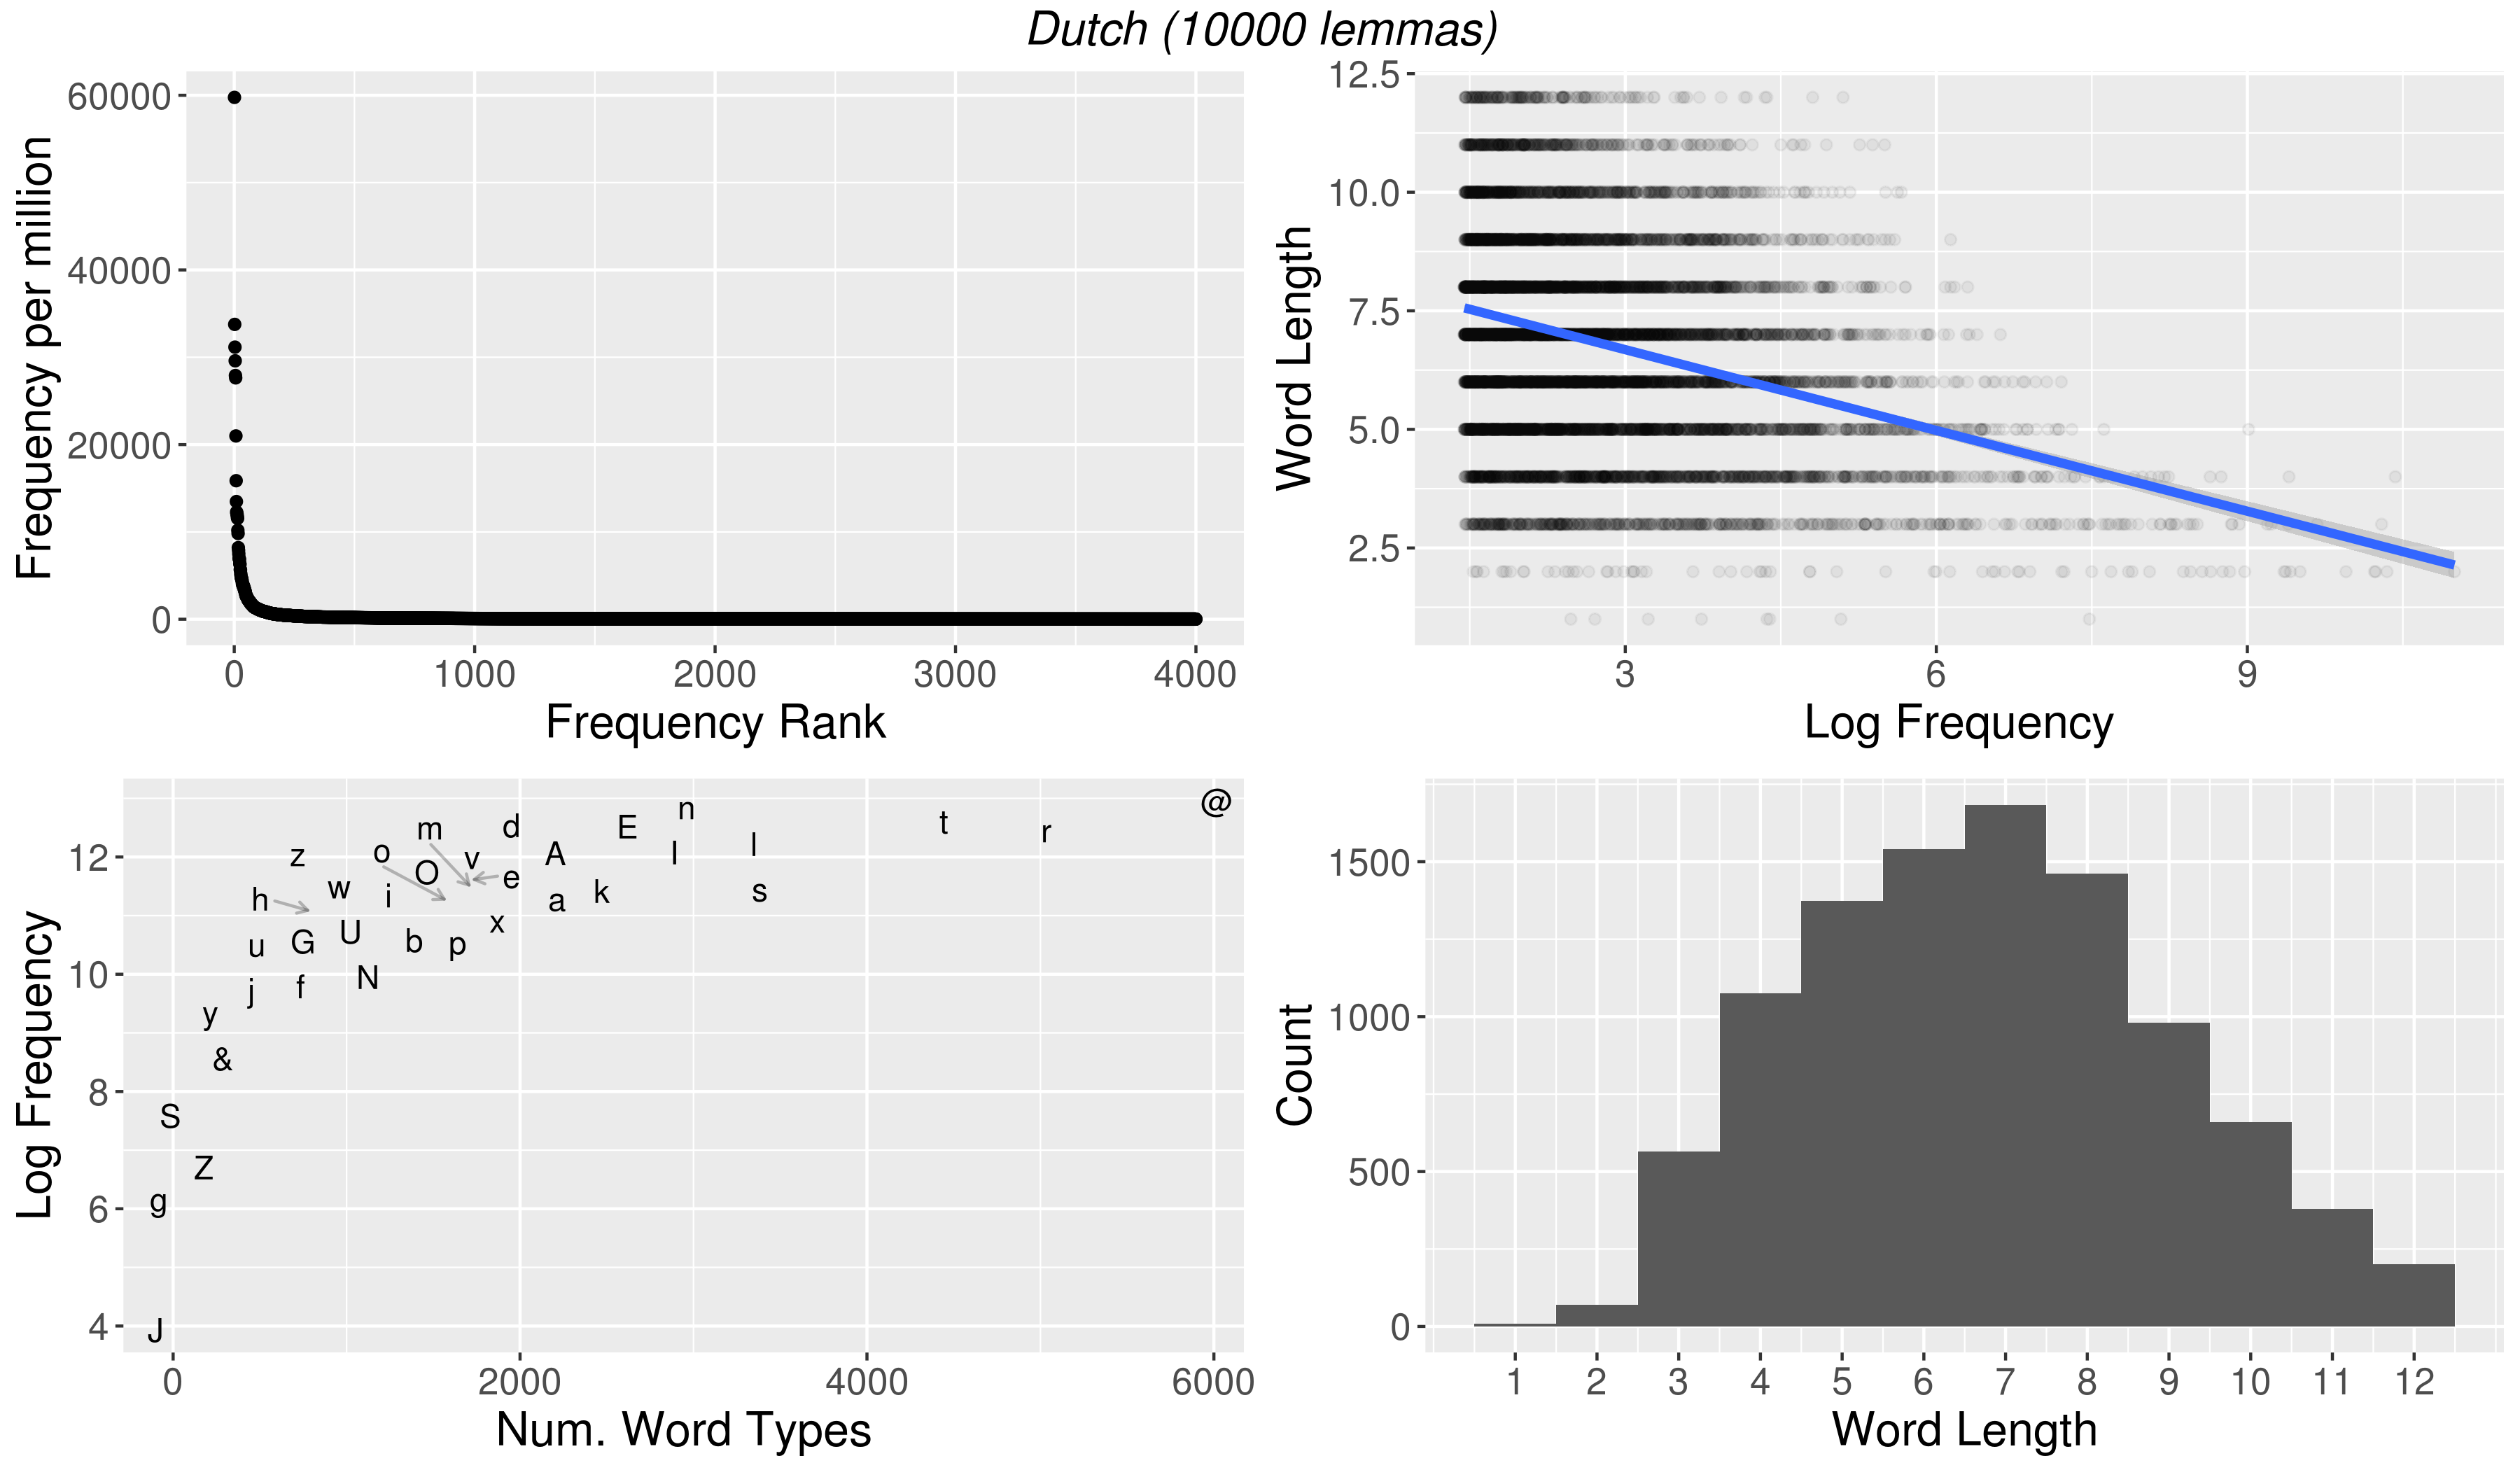 Dutch (10000 lemmas)
60000
40000
20000
0
Frequency per million
0 1000 2000 3000 4000
Frequency Rank
12.5
10.0
7.5
5.0
2.5
Word Length
3 6 9
Log Frequency
12
10
8
6
4
Log Frequency
@
n
t
r
E
d
m
l
I
A
v
o
z
O
e
s
k
a
i
w
h
x
U
G
u
b
p
N
f
j
y
&
S
Z
g
J
0 2000 4000 6000
Num. Word Types
1500
1000
500
0
Count
1 2 3 4 5 6 7 8 9 10 11 12
Word Length